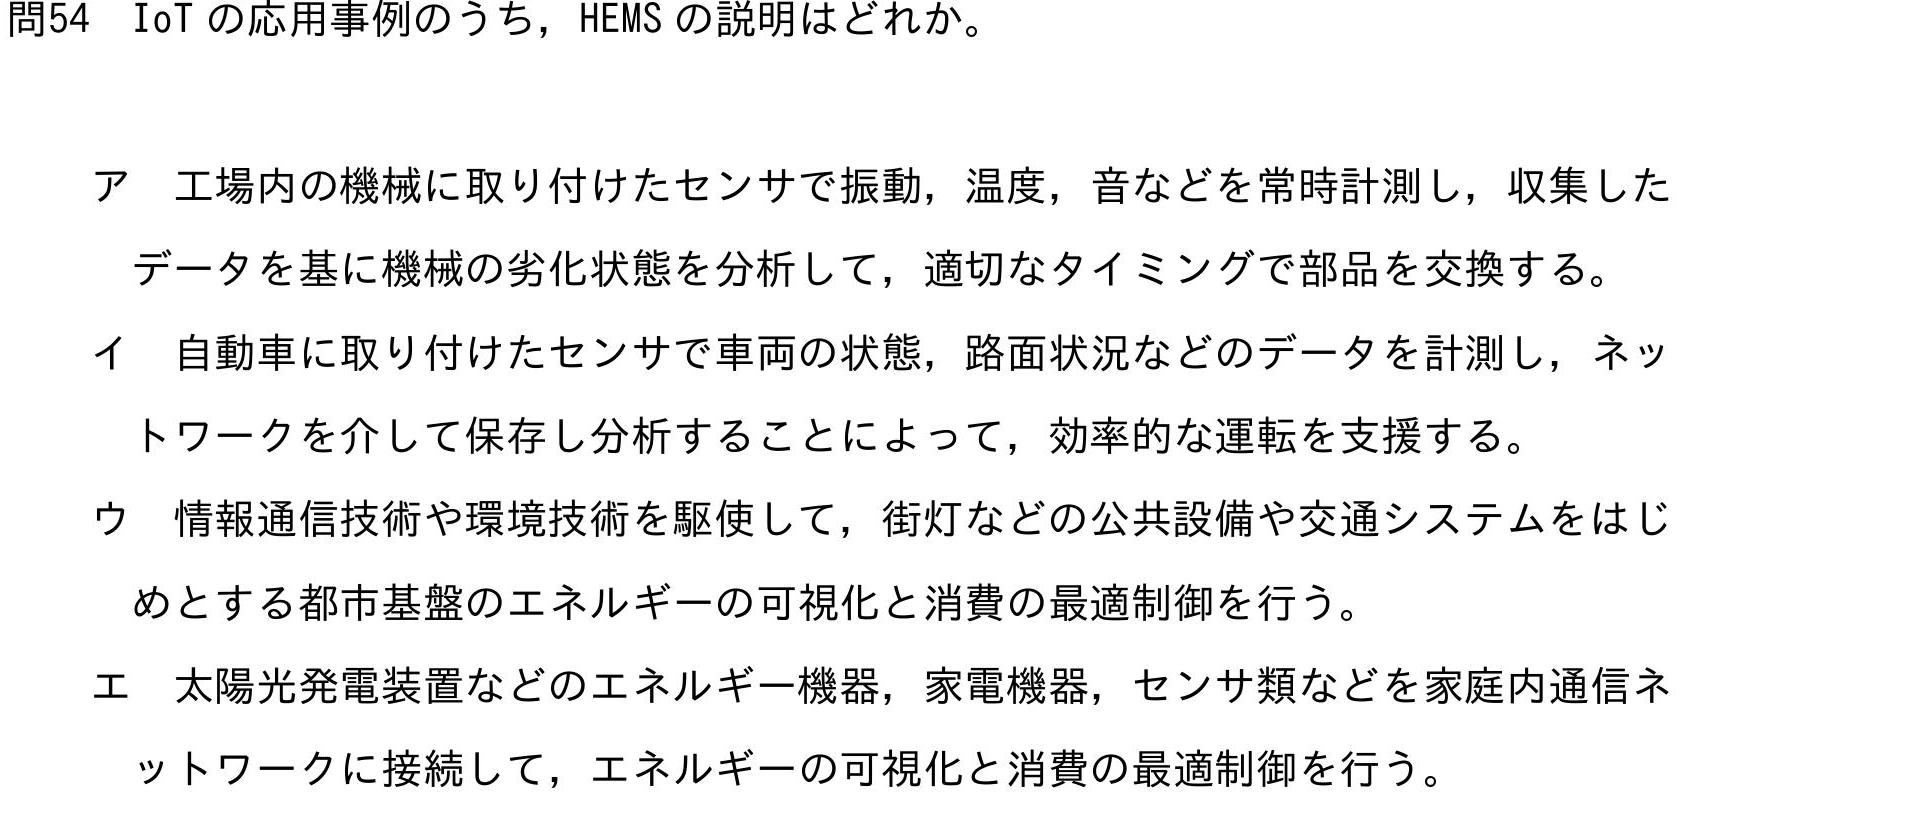 問54　IoT の応用事例のうち，HEMS の説明はどれか。
ア　工場内の機械に取り付けたセンサで振動，温度，音などを常時計測し，収集した
データを基に機械の劣化状態を分析して，適切なタイミングで部品を交換する。
イ　自動車に取り付けたセンサで車両の状態，路面状況などのデータを計測し，ネッ
トワークを介して保存し分析することによって，効率的な運転を支援する。
ウ　情報通信技術や環境技術を駆使して，街灯などの公共設備や交通システムをはじ
めとする都市基盤のエネルギーの可視化と消費の最適制御を行う。
エ　太陽光発電装置などのエネルギー機器，家電機器，センサ類などを家庭内通信ネ
ットワークに接続して，エネルギーの可視化と消費の最適制御を行う。